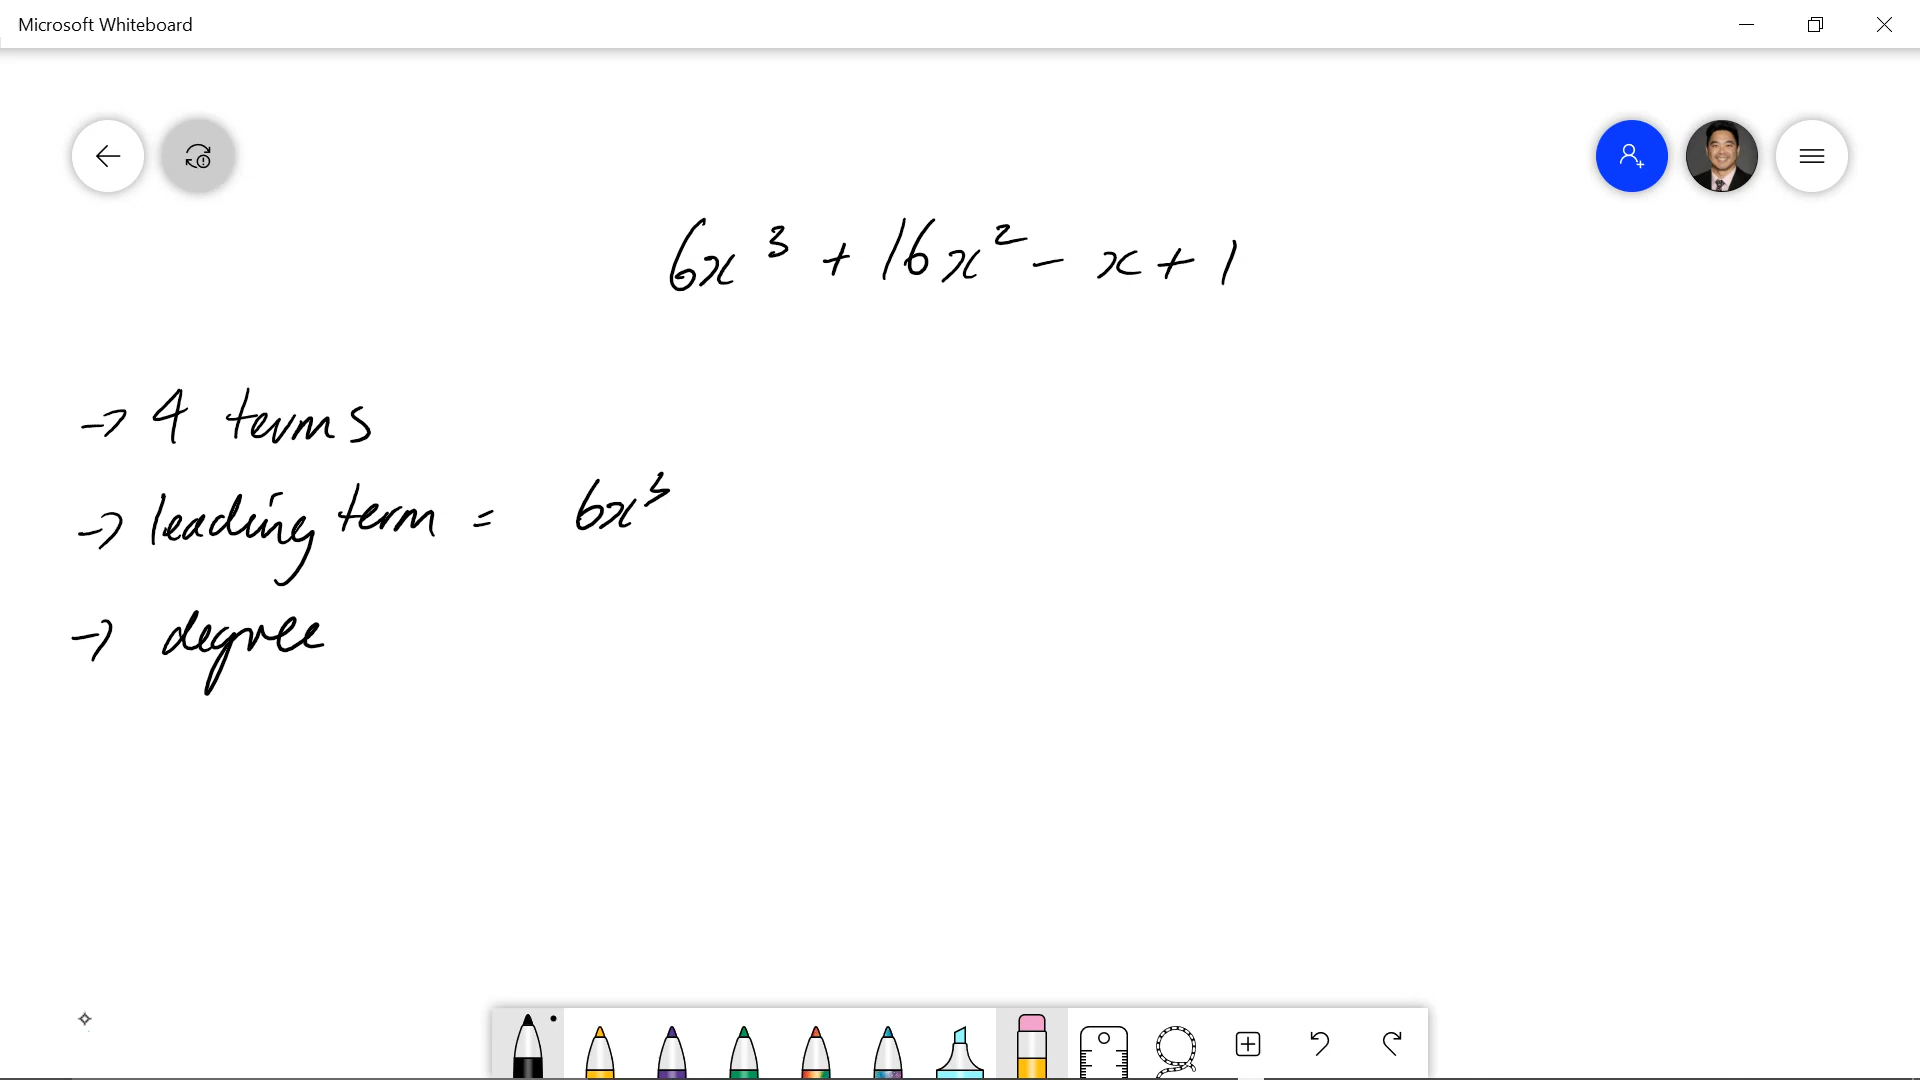 Microsoft Whiteboard
6x³ + 16x² - x + 1
→ 4 terms
→ leading term = 6x³
→ degree